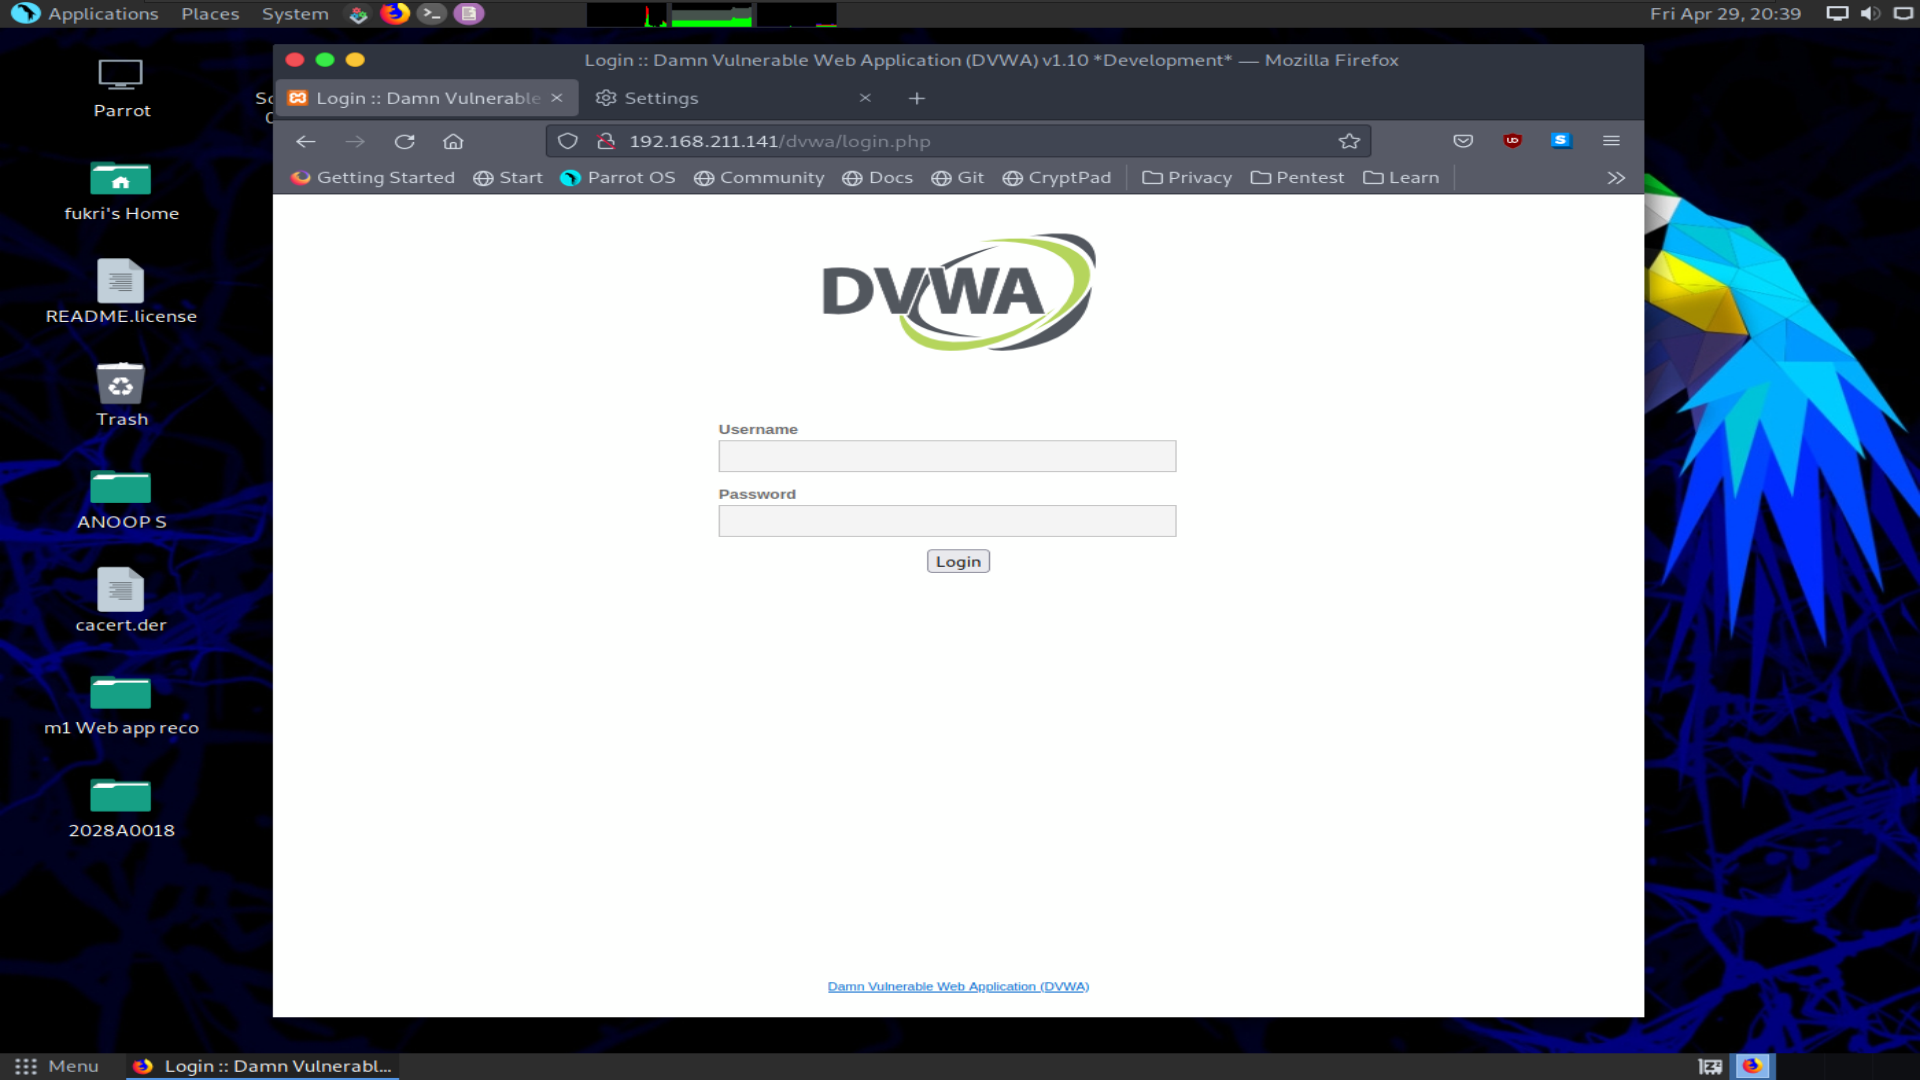 Applications Places System
Fri Apr 29, 20:39
Login :: Damn Vulnerable Web Application (DVWA) v1.10 *Development* — Mozilla Firefox
Login :: Damn Vulnerable
Settings
192.168.211.141/dvwa/login.php
Getting Started Start Parrot OS Community Docs Git CryptPad Privacy Pentest Learn
Parrot
fukri's Home
README.license
Trash
ANOOP S
cacert.der
m1 Web app reco
2028A0018
DVWA
Username
Password
Login
Damn Vulnerable Web Application (DVWA)
Menu
Login :: Damn Vulnerabl...